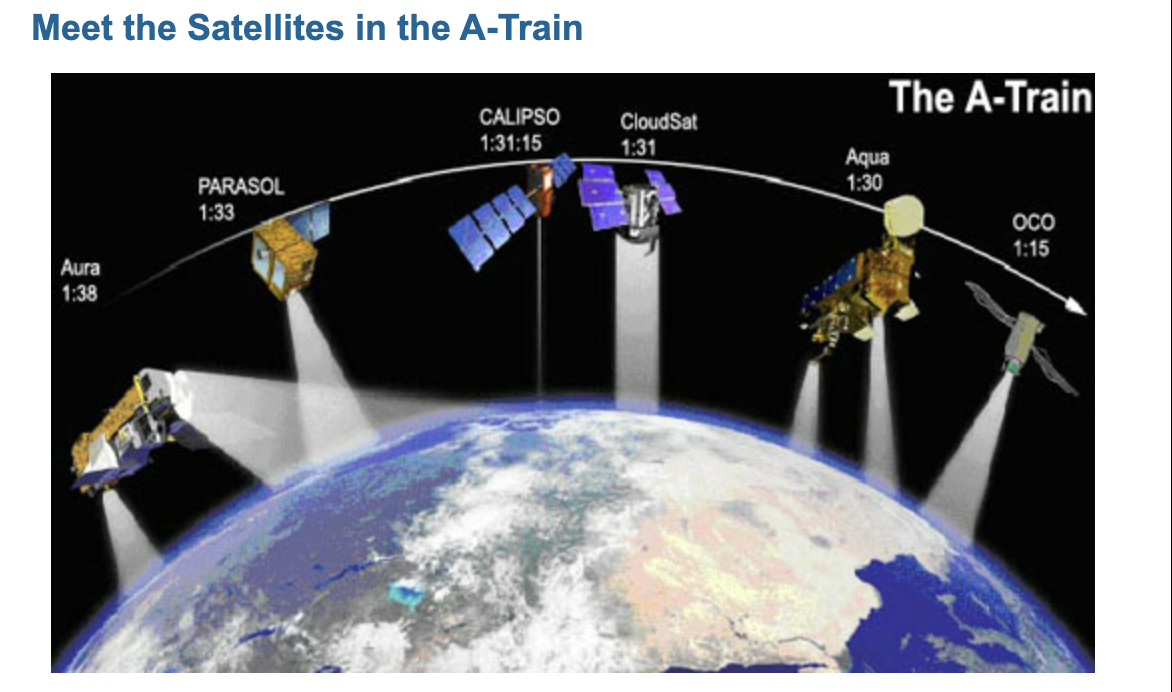 Meet the Satellites in the A-Train
The A-Train
CALIPSO
1:31:15
CloudSat
1:31
Aqua
1:30
PARASOL
1:33
OCO
1:15
Aura
1:38